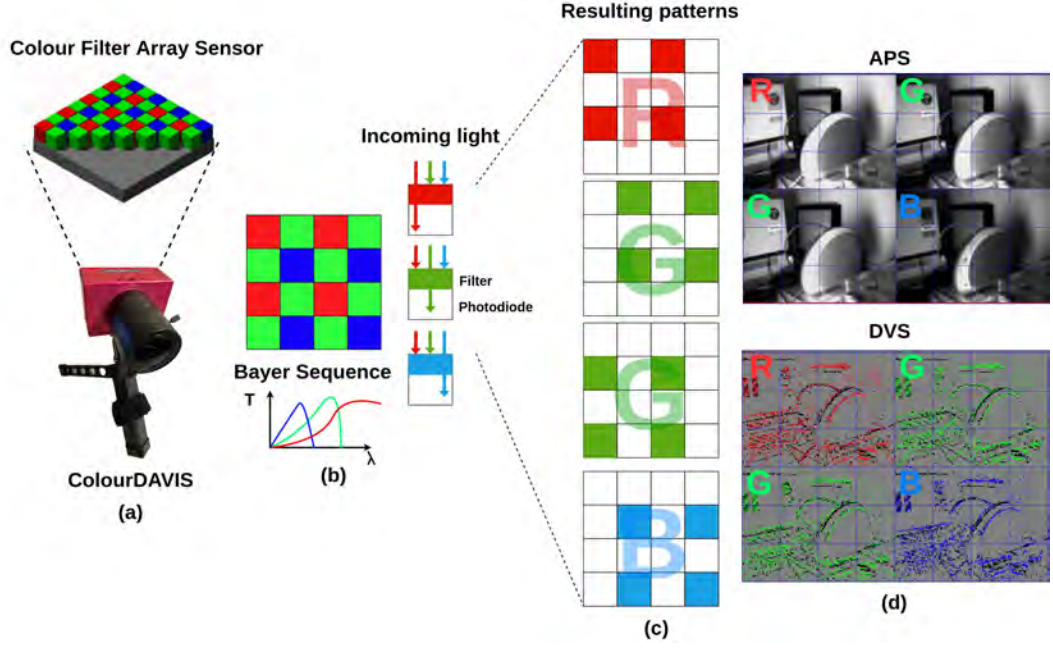 Colour Filter Array Sensor
ColourDAVIS
(a)
Bayer Sequence
T
λ
(b)
Incoming light
Filter
Photodiode
Resulting patterns
R
G
G
B
(c)
APS
R G
G B
DVS
R G
G B
(d)